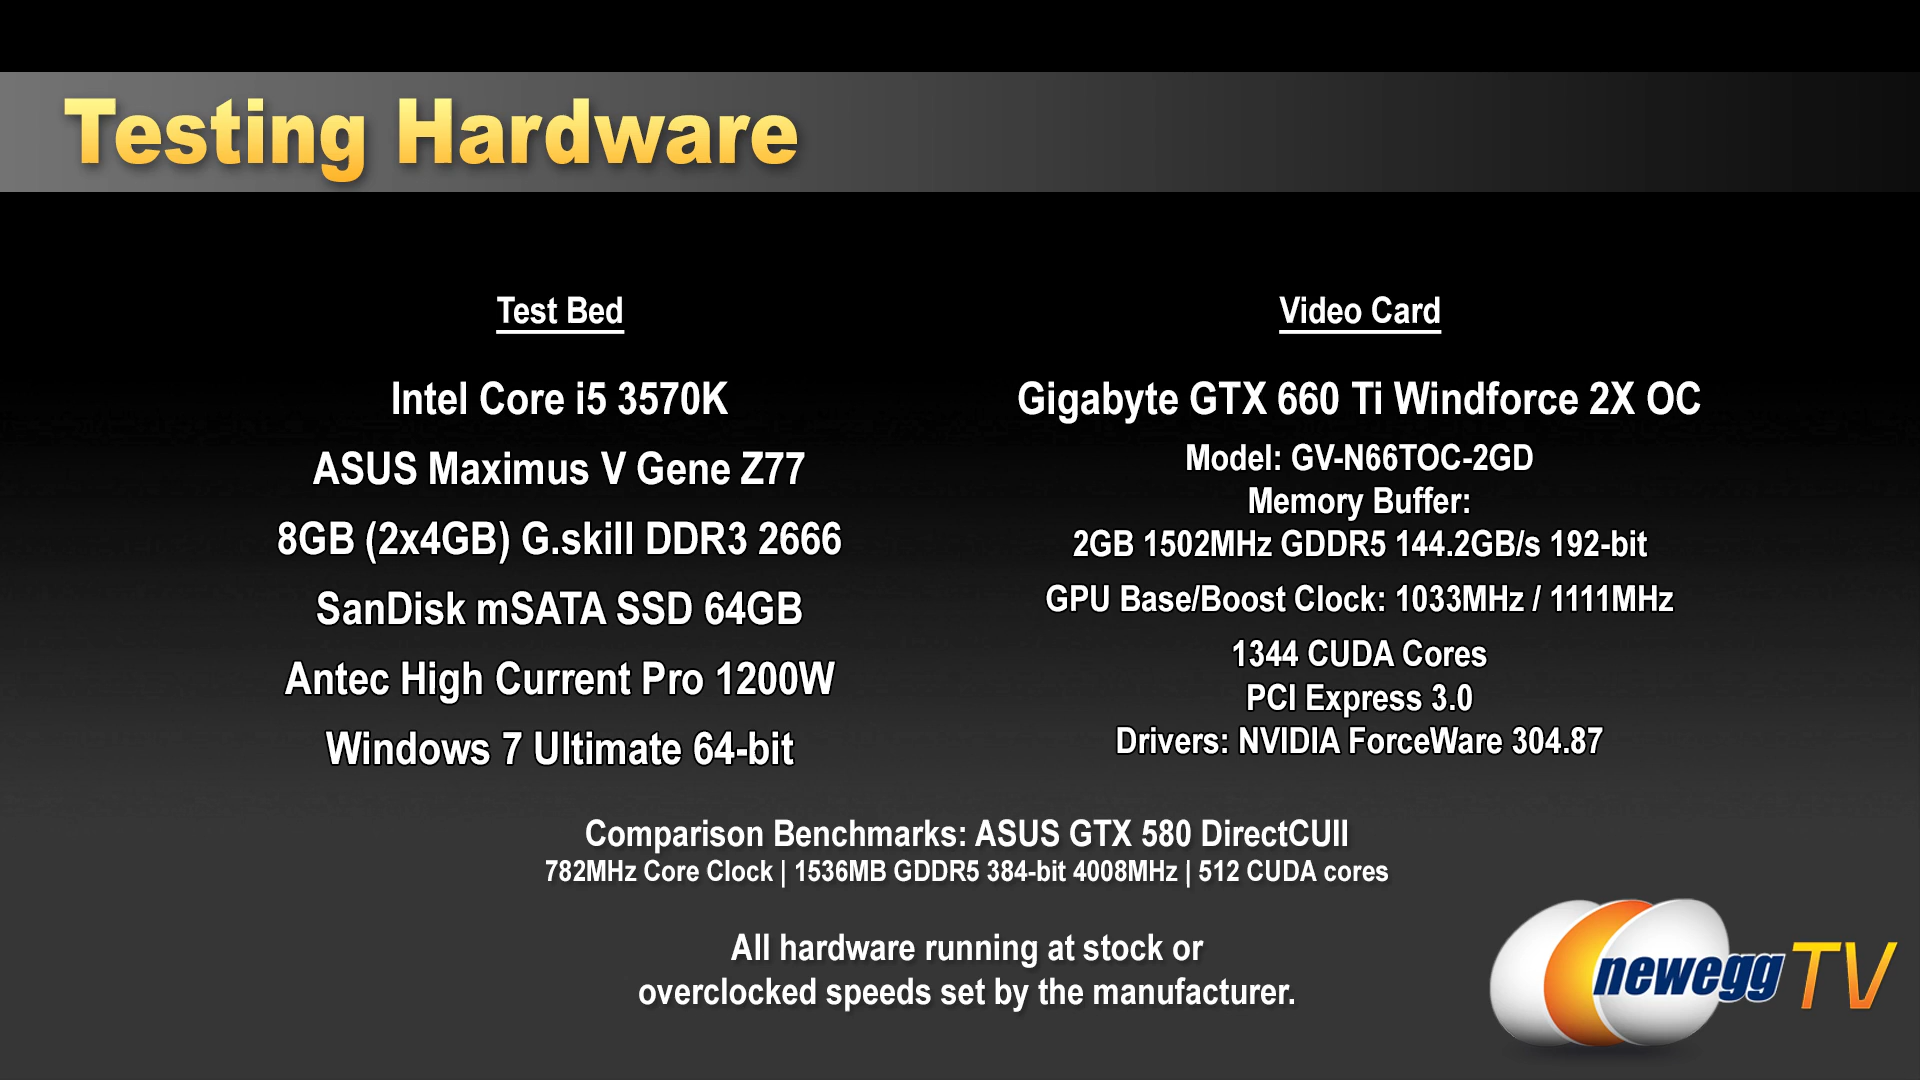 Testing Hardware
Test Bed
Intel Core i5 3570K
ASUS Maximus V Gene Z77
8GB (2x4GB) G.skill DDR3 2666
SanDisk mSATA SSD 64GB
Antec High Current Pro 1200W
Windows 7 Ultimate 64-bit
Video Card
Gigabyte GTX 660 Ti Windforce 2X OC
Model: GV-N66TOC-2GD
Memory Buffer:
2GB 1502MHz GDDR5 144.2GB/s 192-bit
GPU Base/Boost Clock: 1033MHz / 1111MHz
1344 CUDA Cores
PCI Express 3.0
Drivers: NVIDIA ForceWare 304.87
Comparison Benchmarks: ASUS GTX 580 DirectCUII
782MHz Core Clock | 1536MB GDDR5 384-bit 4008MHz | 512 CUDA cores
All hardware running at stock or
overclocked speeds set by the manufacturer.
newegg TV